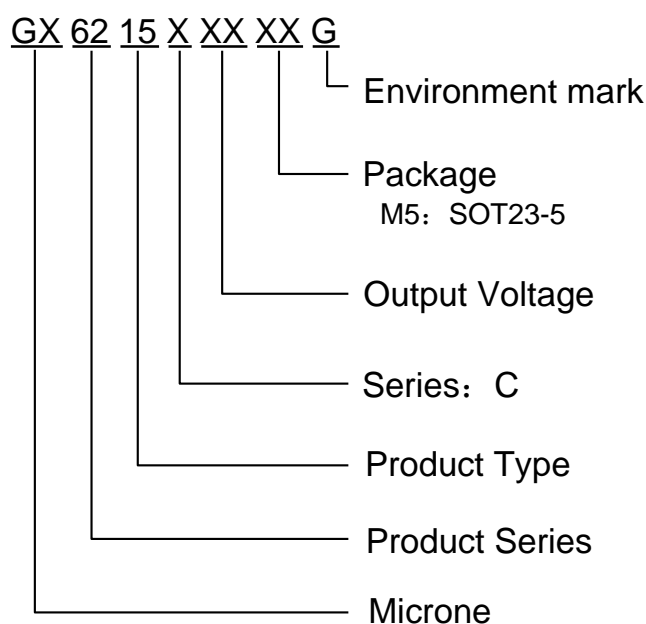 GX 62 15 X XX XX G
Environment mark
Package
M5：SOT23-5
Output Voltage
Series：C
Product Type
Product Series
Microne